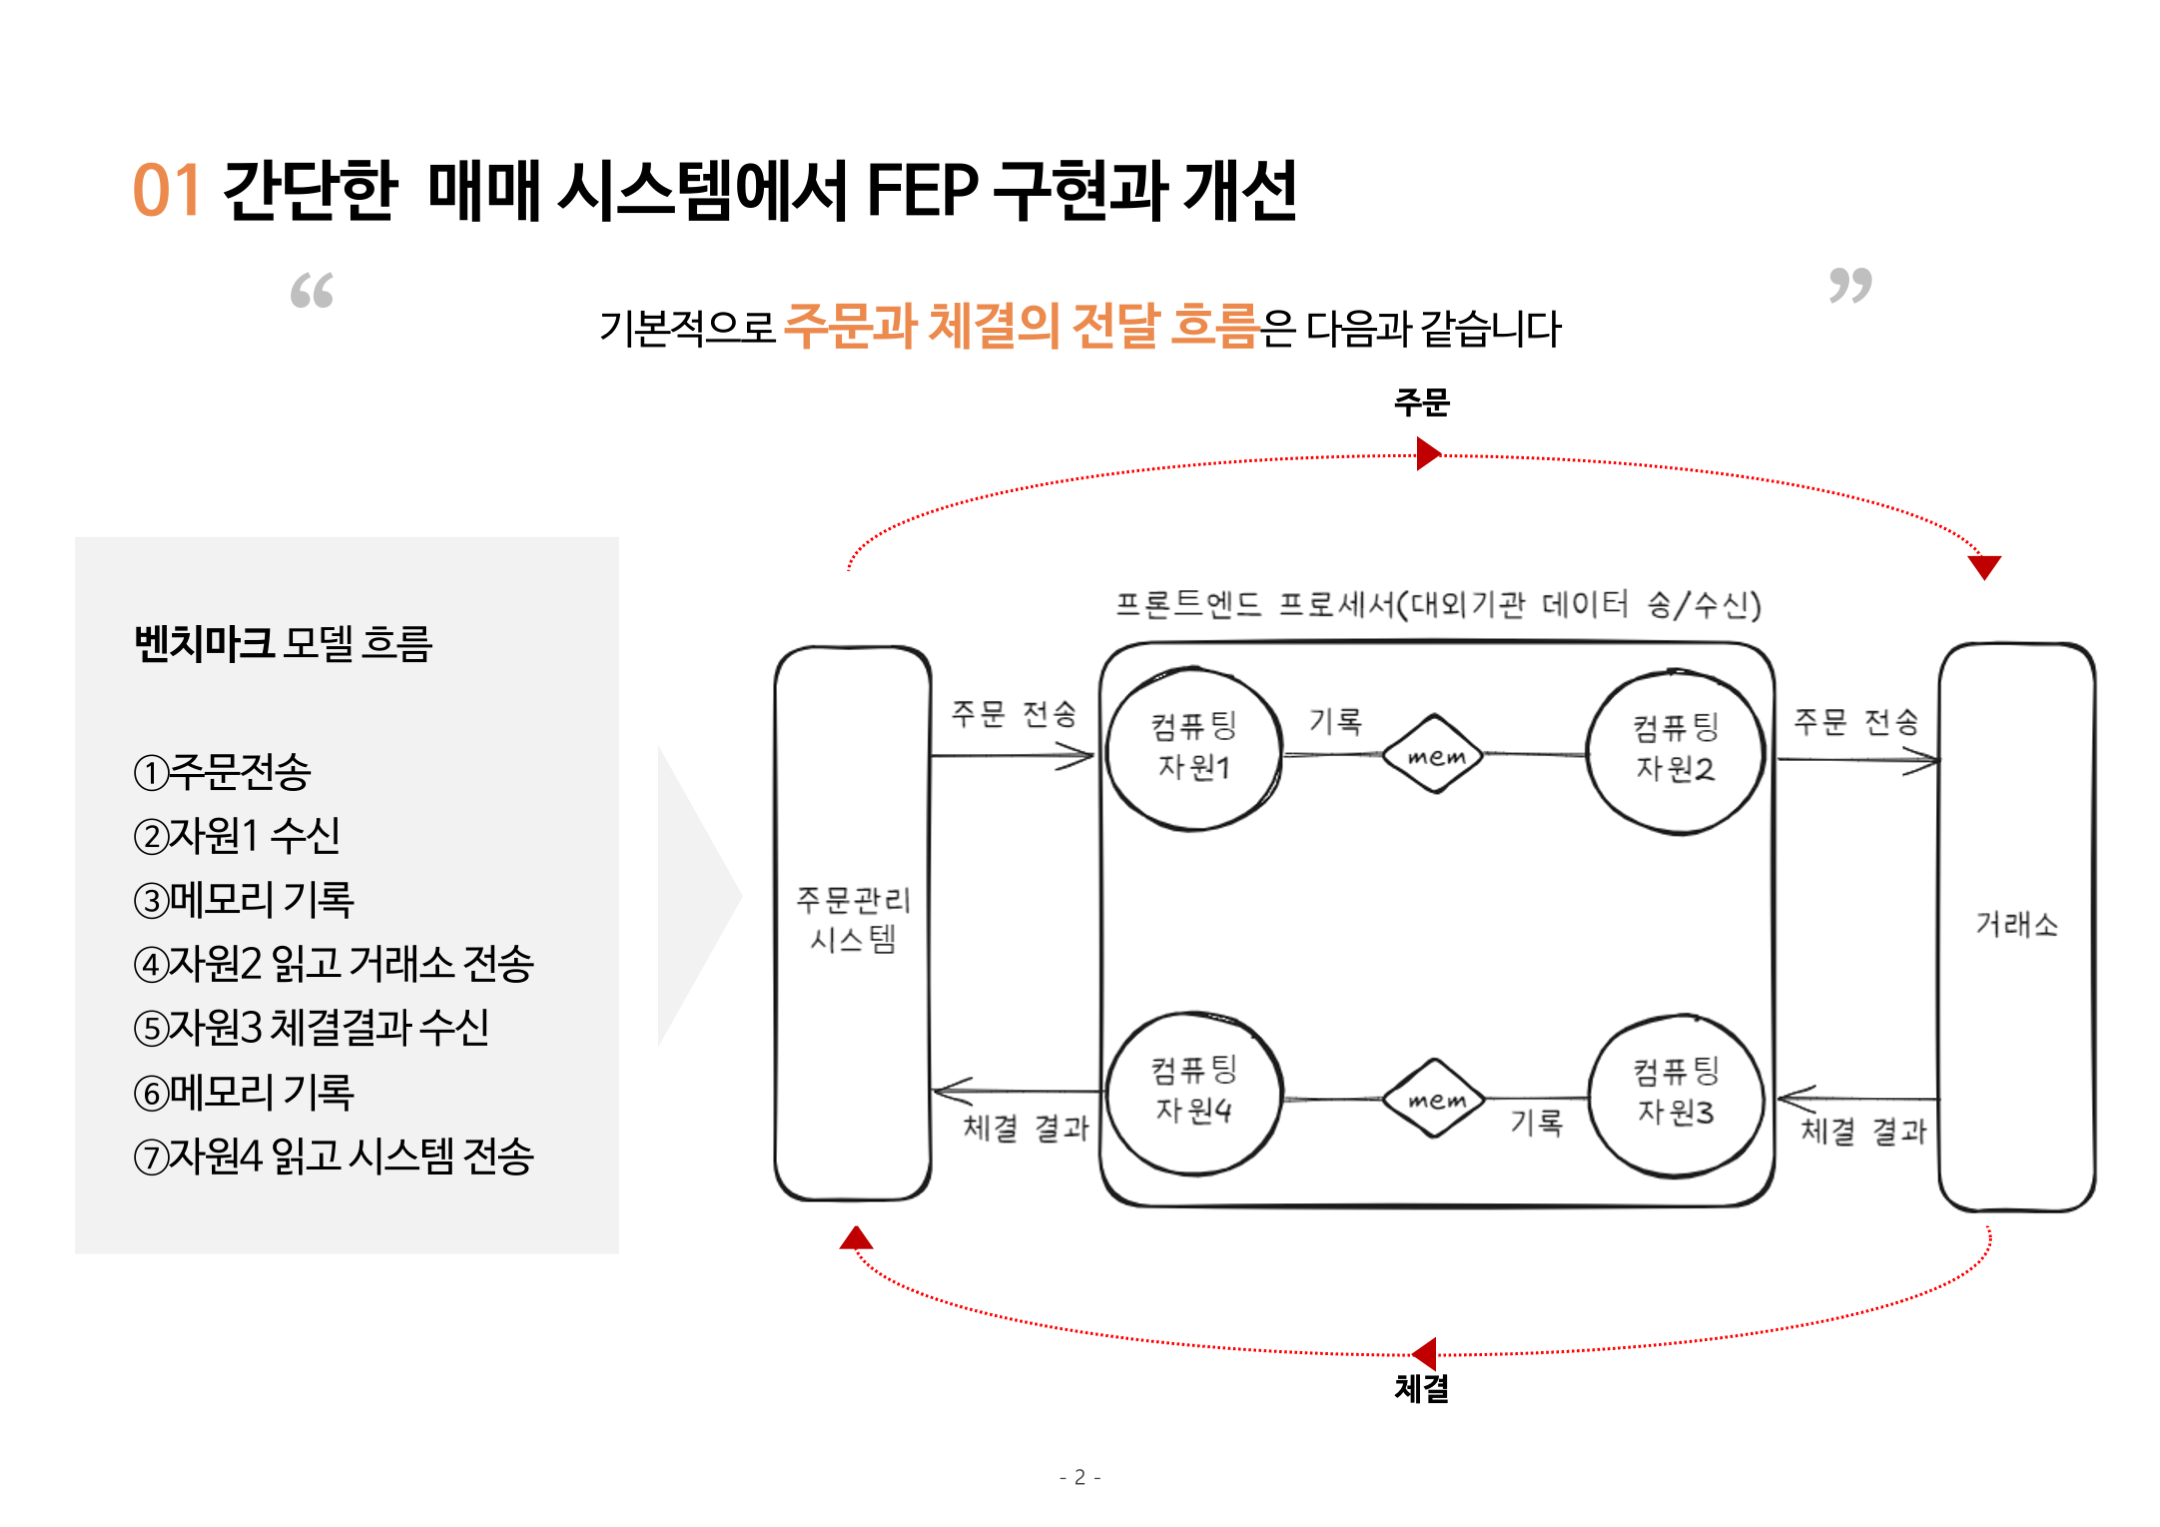 01 간단한 매매 시스템에서 FEP 구현과 개선
“ ”
기본적으로 주문과 체결의 전달 흐름은 다음과 같습니다
주문
벤치마크 모델 흐름
①주문전송
②자원1 수신
③메모리 기록
④자원2 읽고 거래소 전송
⑤자원3 체결결과 수신
⑥메모리 기록
⑦자원4 읽고 시스템 전송
프론트엔드 프로세서(대외기관 데이터 송/수신)
주문관리
시스템
주문 전송
컴퓨팅
자원1
기록
mem
컴퓨팅
자원2
주문 전송
거래소
체결 결과
컴퓨팅
자원4
mem
기록
컴퓨팅
자원3
체결 결과
체결
- 2 -